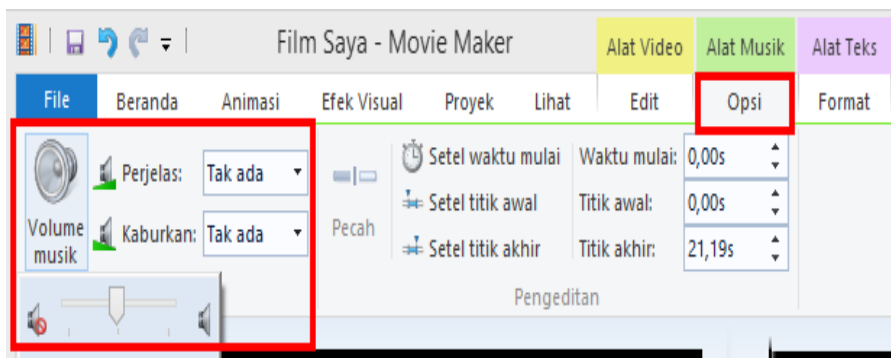 Film Saya - Movie Maker
Alat Video
Alat Musik
Alat Teks
File
Beranda
Animasi
Efek Visual
Proyek
Lihat
Edit
Opsi
Format
Volume musik
Perjelas: Tak ada
Kaburkan: Tak ada
Pecah
Setel waktu mulai
Setel titik awal
Setel titik akhir
Waktu mulai: 0,00s
Titik awal: 0,00s
Titik akhir: 21,19s
Pengeditan